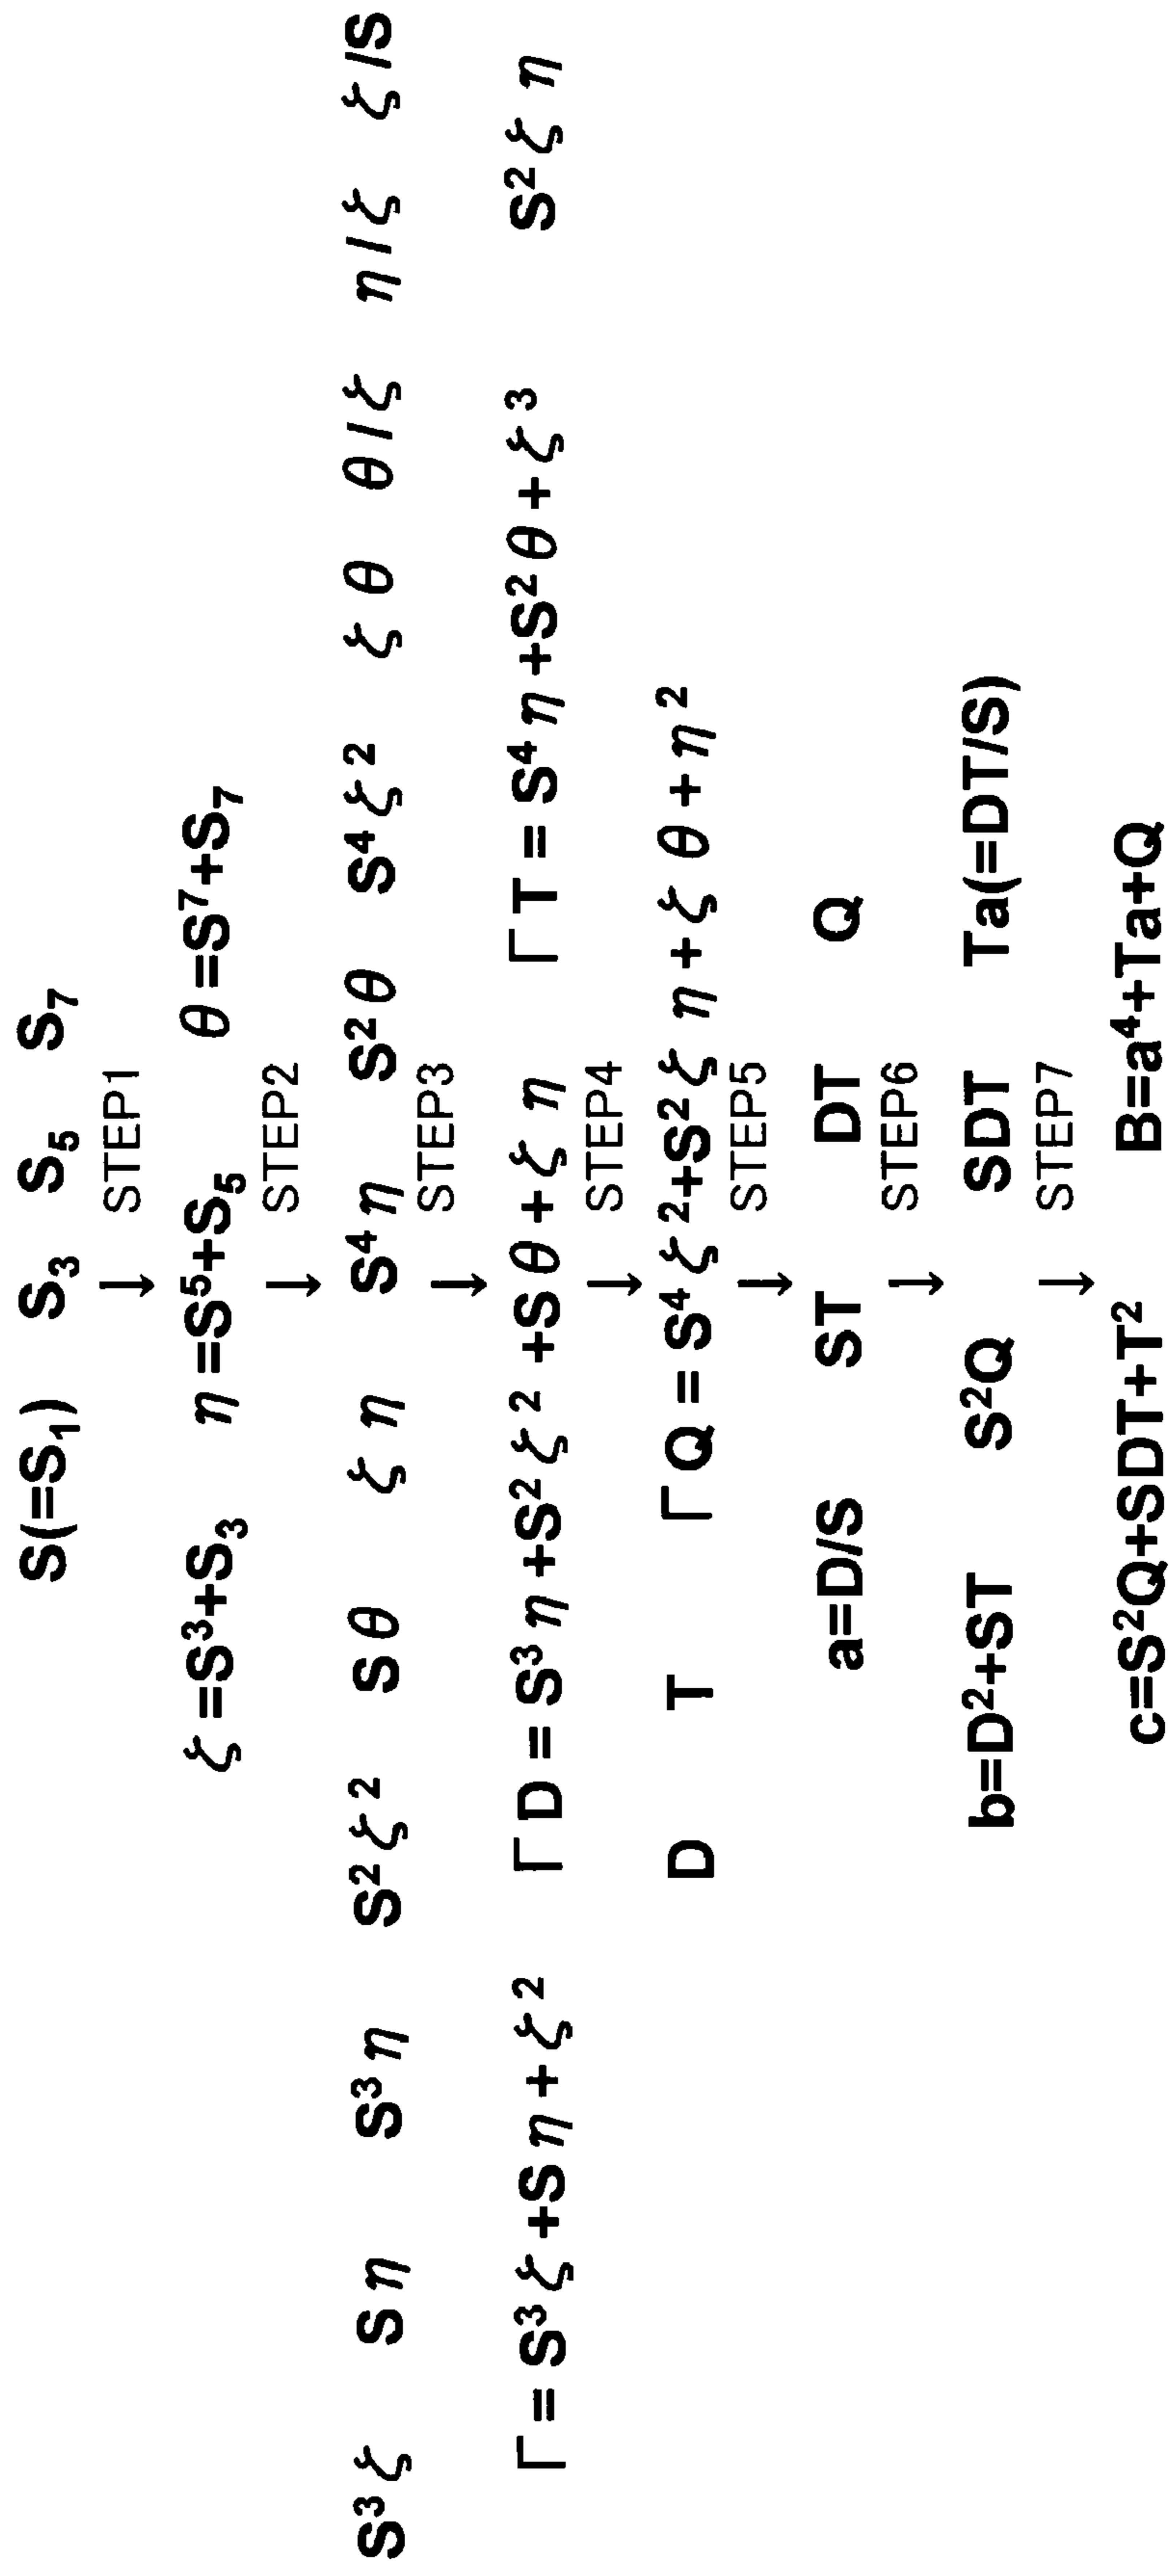 S(=S₁) S₃ S₅ S₇
↓ STEP1
ζ=S³+S₃ η=S⁵+S₅ θ=S⁷+S₇
↓ STEP2
S³ζ Sη S³η S²ζ² Sθ ζη S⁴η S²θ S⁴ζ² ζθ θ/ζ η/ζ ζ/S
↓ STEP3
Γ=S³ζ+Sη+ζ² ΓD=S³η+S²ζ²+Sθ+ζη ΓT=S⁴η+S²θ+ζ³ S²ζη
↓ STEP4
D T ΓQ=S⁴ζ²+S²ζη+ζθ+η²
↓ STEP5
a=D/S ST DT Q
↓ STEP6
b=D²+ST S²Q SDT Ta(=DT/S)
↓ STEP7
c=S²Q+SDT+T² B=a⁴+Ta+Q